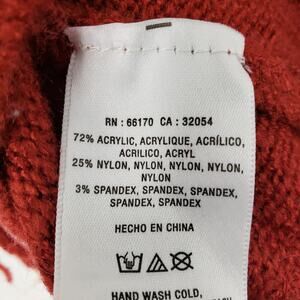 RN : 66170 CA : 32054
72% ACRYLIC, ACRYLIQUE, ACRÍLICO,
ACRILICO, ACRYL
25% NYLON, NYLON, NYLON, NYLON,
NYLON
3% SPANDEX, SPANDEX, SPANDEX,
SPANDEX, SPANDEX
HECHO EN CHINA
HAND WASH COLD,